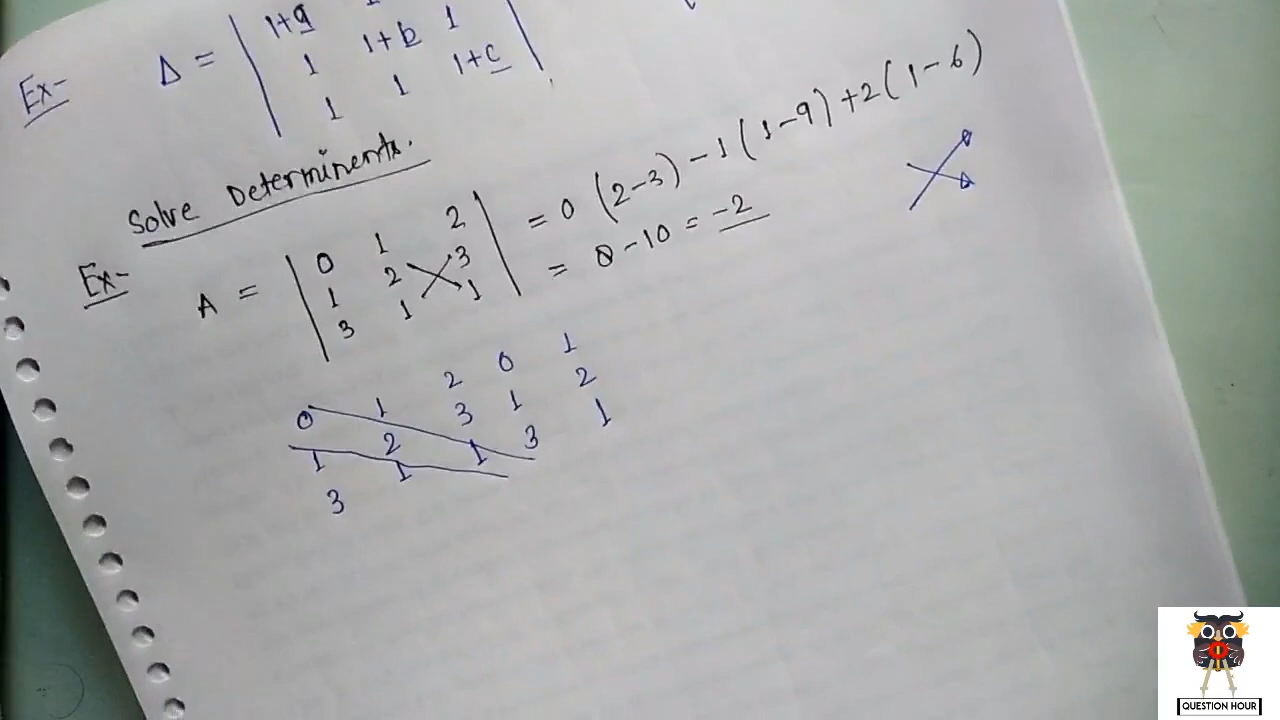 Ex- Δ = | 1+a 1 1 |
| 1 1+b 1 |
| 1 1 1+c |
Solve Determinents.
Ex- A = | 0 1 2 | = 0 (2-3) -1(1-9) +2(1-6)
| 1 2 3 | = 8 -10 = -2
| 3 1 1 |
0 1 2 0 1
1 2 3 1 2
3 1 1 3 1
QUESTION HOUR